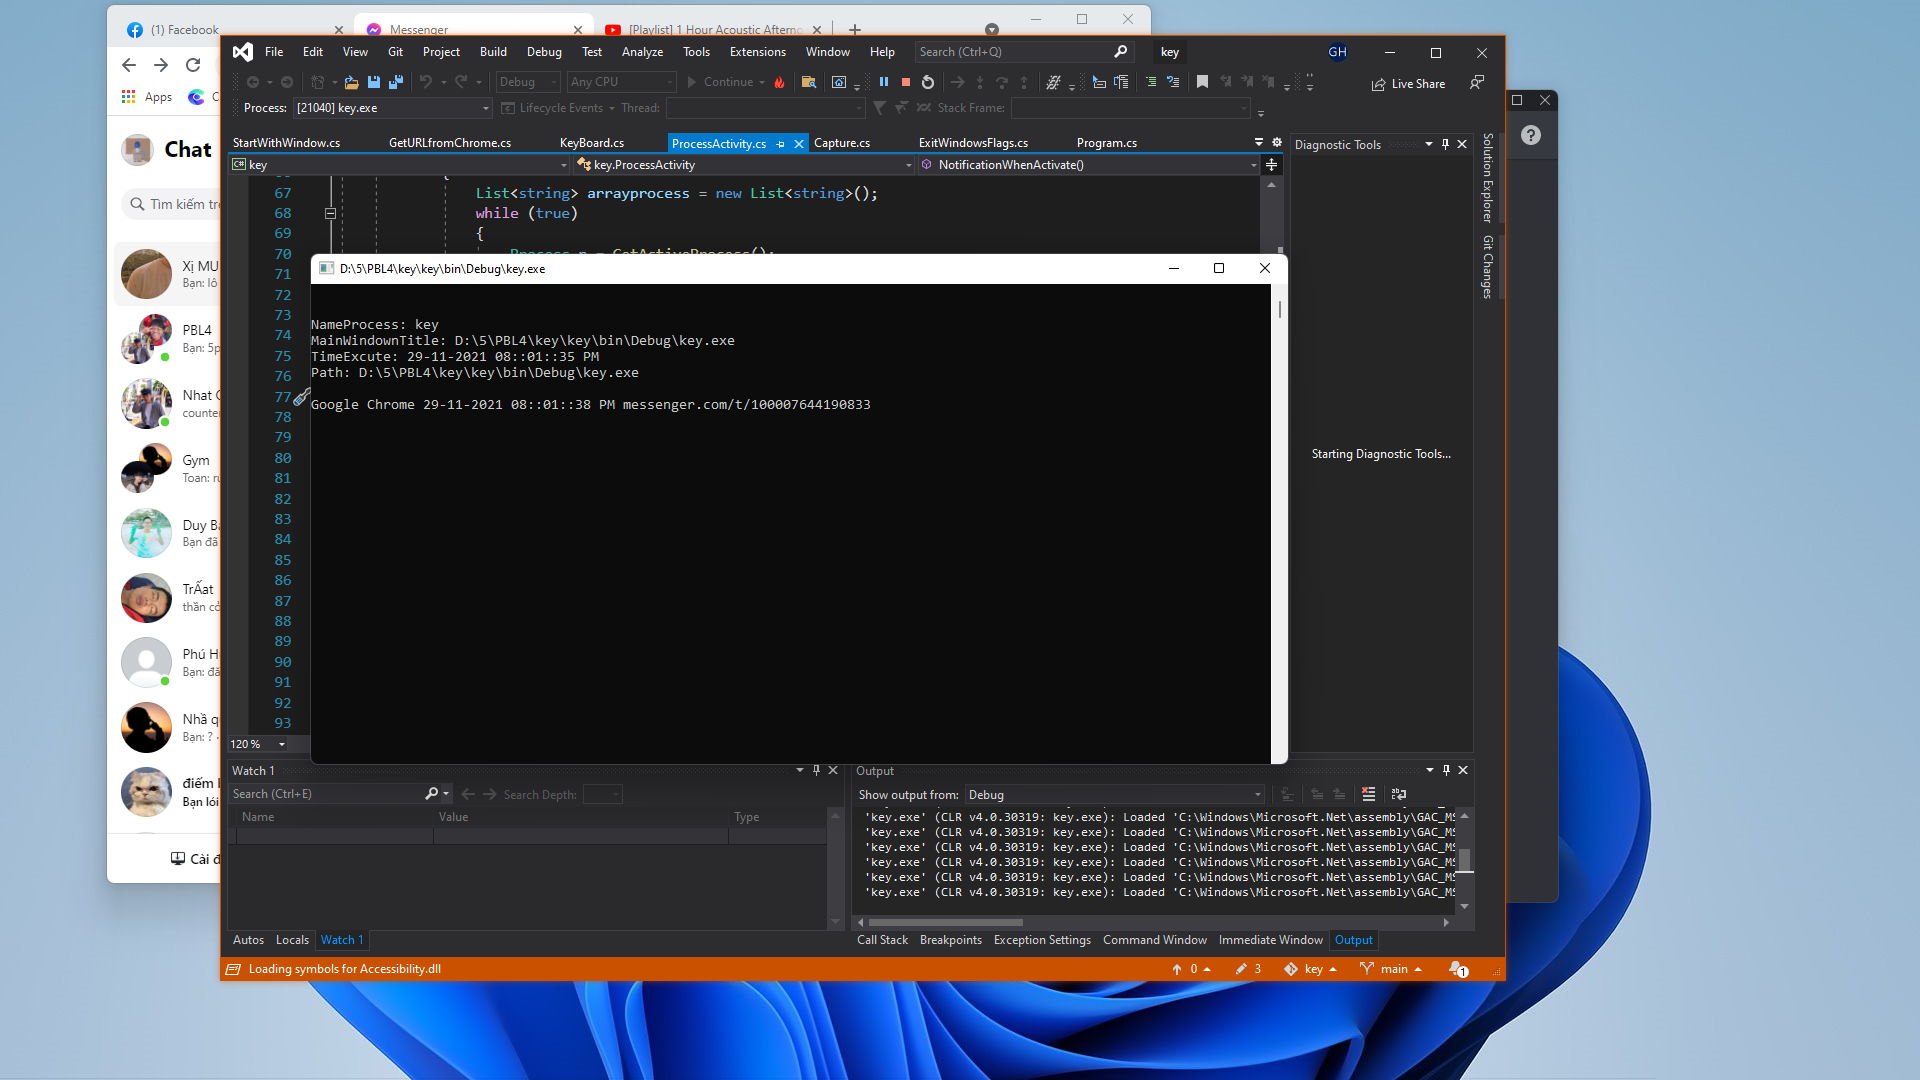 (1) Facebook
Messenger
[Playlist] 1 Hour Acoustic Aftern
Apps
Chat
Tìm kiếm tr
Xị MU
Bạn: lô
PBL4
Bạn: 5p
Nhat
counte
Gym
Toan: ru
Duy B
Bạn đã
TrÃat
thần cỏ
Phú H
Bạn: đã
Nhầ q
Bạn: ? ·
điếm l
Bạn lói
Cài đ
File Edit View Git Project Build Debug Test Analyze Tools Extensions Window Help Search (Ctrl+Q) key GH
Debug Any CPU Continue Live Share
Process: [21040] key.exe Lifecycle Events Thread: Stack Frame:
StartWithWindow.cs GetURLfromChrome.cs KeyBoard.cs ProcessActivity.cs Capture.cs ExitWindowsFlags.cs Program.cs
C# key key.ProcessActivity NotificationWhenActivate()
67 List<string> arrayprocess = new List<string>();
68 while (true)
69 {
70 Process p = GetActiveProcess();
71
72
73
74
75
76
77
78
79
80
81
82
83
84
85
86
87
88
89
90
91
92
93
D:\5\PBL4\key\key\bin\Debug\key.exe
NameProcess: key
MainWindownTitle: D:\5\PBL4\key\key\bin\Debug\key.exe
TimeExcute: 29-11-2021 08::01::35 PM
Path: D:\5\PBL4\key\key\bin\Debug\key.exe
Google Chrome 29-11-2021 08::01::38 PM messenger.com/t/100007644190833
Diagnostic Tools
Starting Diagnostic Tools...
Solution Explorer
Git Changes
120 %
Watch 1
Search (Ctrl+E) Search Depth:
Name Value Type
Autos Locals Watch 1
Output
Show output from: Debug
'key.exe' (CLR v4.0.30319: key.exe): Loaded 'C:\Windows\Microsoft.Net\assembly\GAC_MS
'key.exe' (CLR v4.0.30319: key.exe): Loaded 'C:\Windows\Microsoft.Net\assembly\GAC_MS
'key.exe' (CLR v4.0.30319: key.exe): Loaded 'C:\Windows\Microsoft.Net\assembly\GAC_MS
'key.exe' (CLR v4.0.30319: key.exe): Loaded 'C:\Windows\Microsoft.Net\assembly\GAC_MS
'key.exe' (CLR v4.0.30319: key.exe): Loaded 'C:\Windows\Microsoft.Net\assembly\GAC_MS
'key.exe' (CLR v4.0.30319: key.exe): Loaded 'C:\Windows\Microsoft.Net\assembly\GAC_MS
Call Stack Breakpoints Exception Settings Command Window Immediate Window Output
Loading symbols for Accessibility.dll 0 3 key main 1